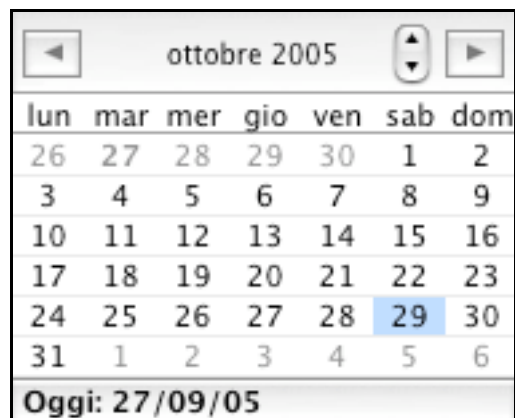 ottobre 2005
lun mar mer gio ven sab dom
26 27 28 29 30 1 2
3 4 5 6 7 8 9
10 11 12 13 14 15 16
17 18 19 20 21 22 23
24 25 26 27 28 29 30
31 1 2 3 4 5 6
Oggi: 27/09/05